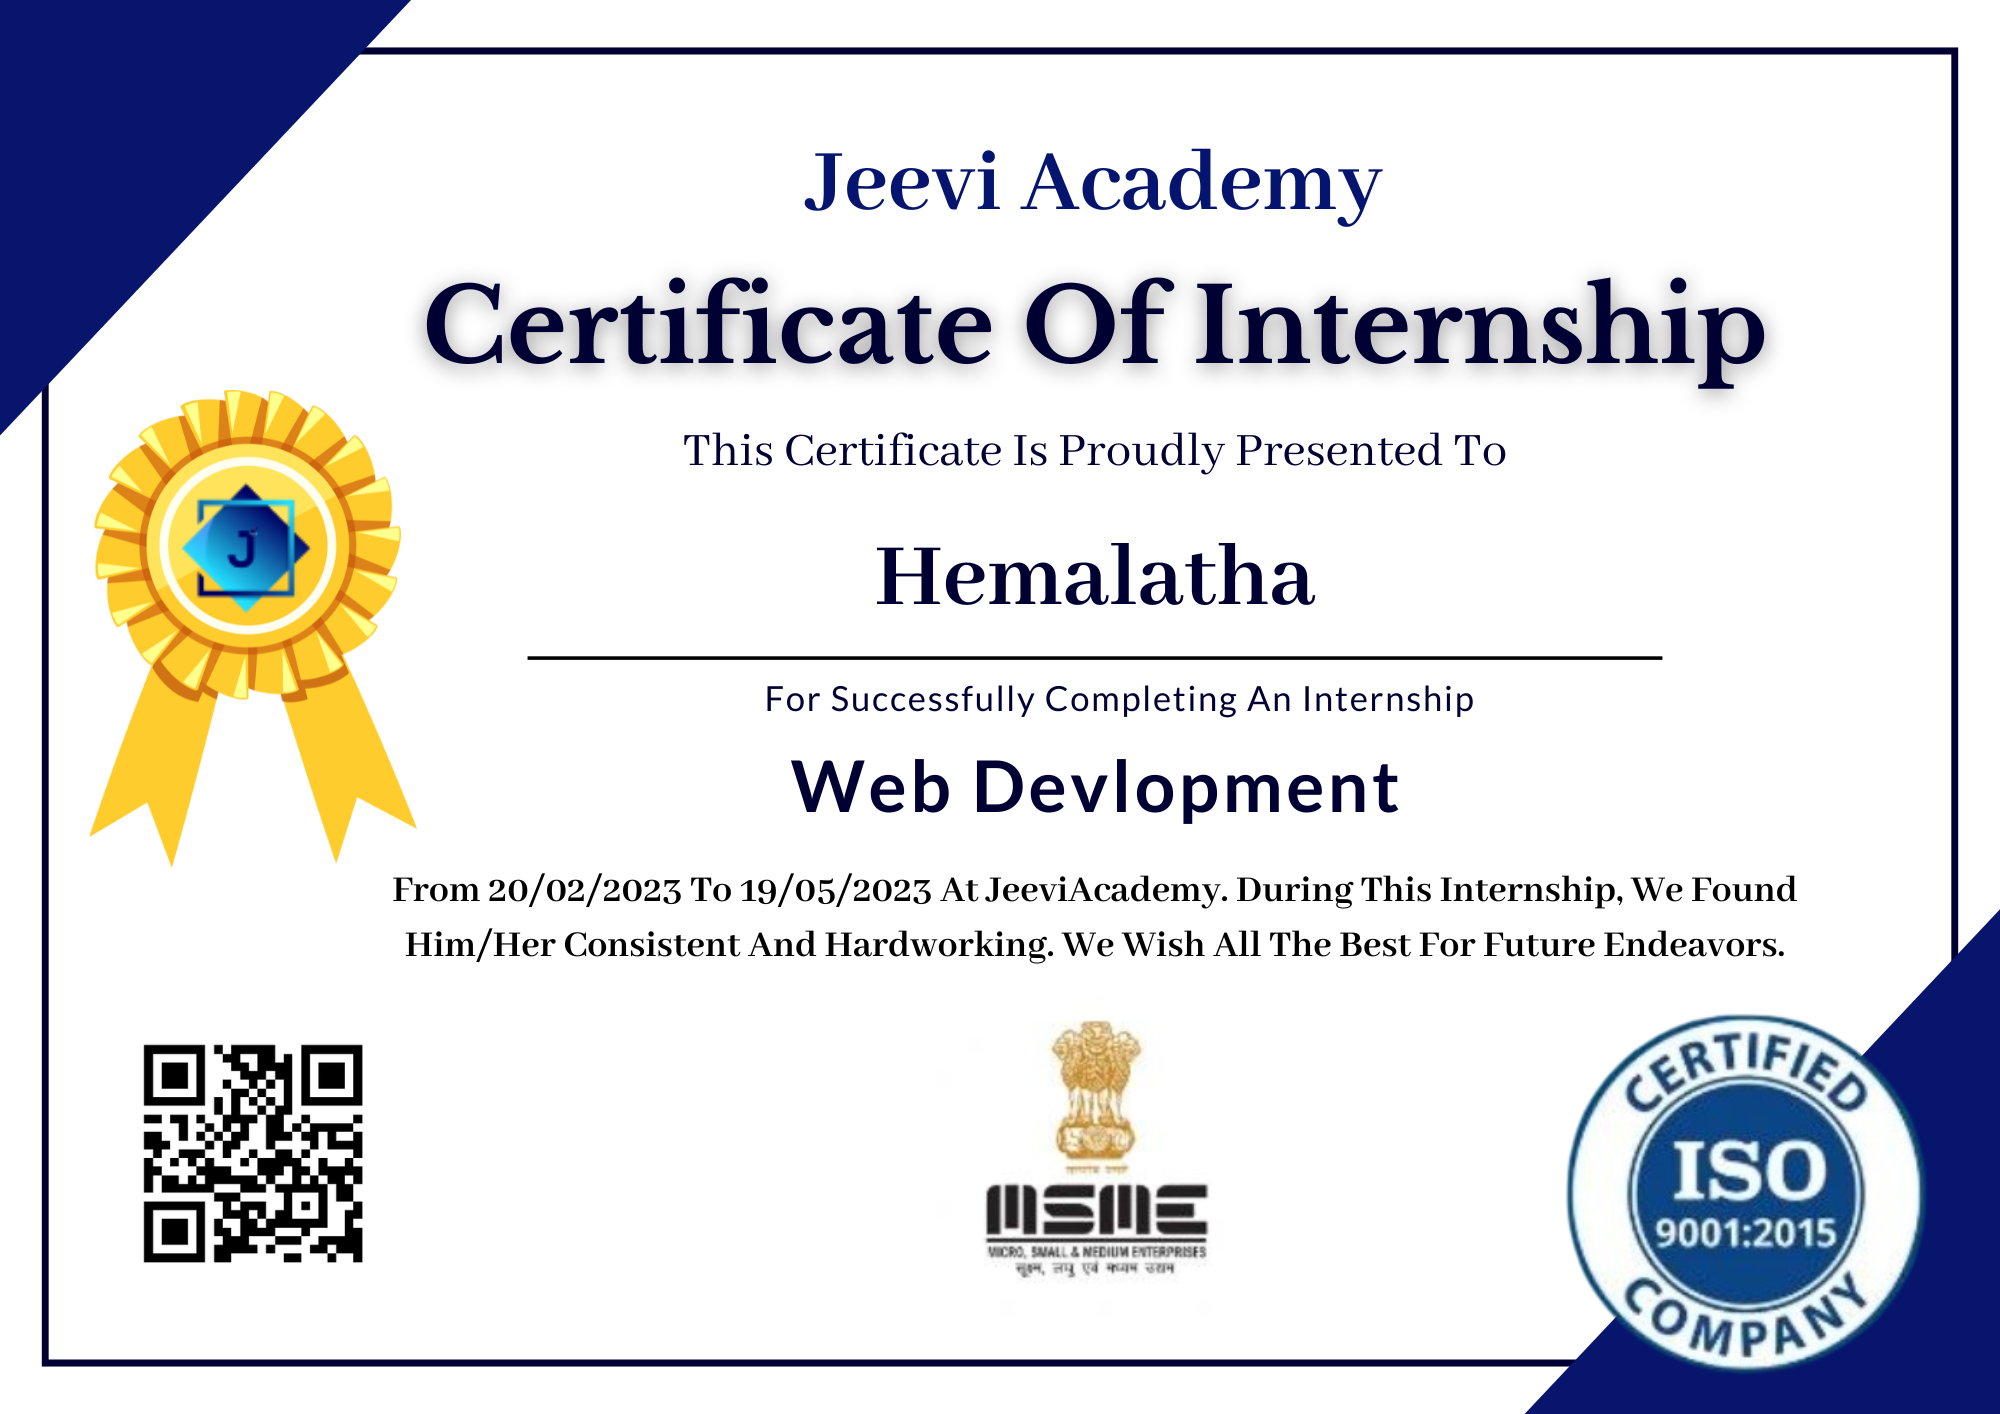 Jeevi Academy
Certificate Of Internship
This Certificate Is Proudly Presented To
Hemalatha
For Successfully Completing An Internship
Web Devlopment
From 20/02/2023 To 19/05/2023 At JeeviAcademy. During This Internship, We Found
Him/Her Consistent And Hardworking. We Wish All The Best For Future Endeavors.
J
MSME
MICRO, SMALL & MEDIUM ENTERPRISES
सूक्ष्म, लघु एवं मध्यम उद्यम
CERTIFIED
ISO
9001:2015
COMPANY